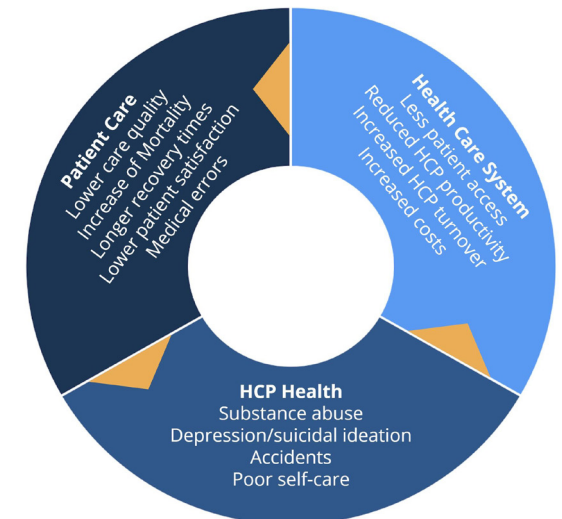 Patient Care
Lower care quality
Increase of Mortality
Longer recovery times
Lower patient satisfaction
Medical errors
Health Care System
Less patient access
Reduced HCP productivity
Increased HCP turnover
Increased costs
HCP Health
Substance abuse
Depression/suicidal ideation
Accidents
Poor self-care